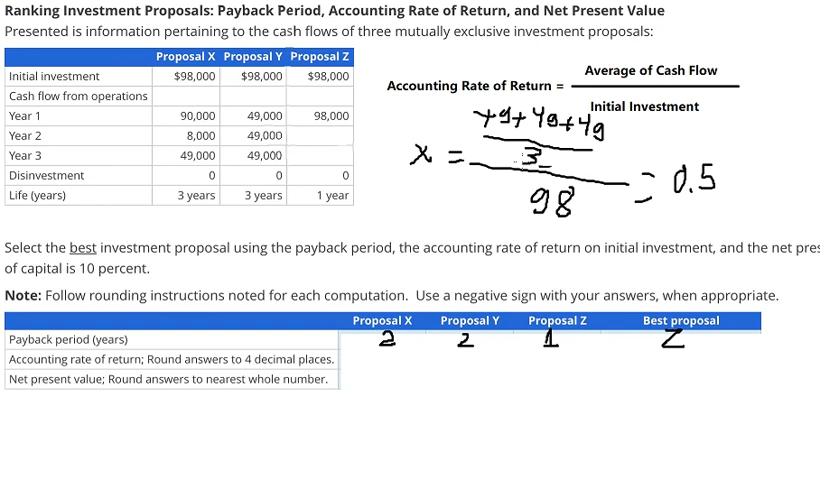 Ranking Investment Proposals: Payback Period, Accounting Rate of Return, and Net Present Value
Presented is information pertaining to the cash flows of three mutually exclusive investment proposals:
Proposal X Proposal Y Proposal Z
Initial investment $98,000 $98,000 $98,000
Cash flow from operations
Year 1 90,000 49,000 98,000
Year 2 8,000 49,000
Year 3 49,000 49,000
Disinvestment 0 0 0
Life (years) 3 years 3 years 1 year
Accounting Rate of Return = Average of Cash Flow
Initial Investment
49+49+49
x = 3 = 0.5
98
Select the best investment proposal using the payback period, the accounting rate of return on initial investment, and the net pres
of capital is 10 percent.
Note: Follow rounding instructions noted for each computation. Use a negative sign with your answers, when appropriate.
Proposal X Proposal Y Proposal Z Best proposal
Payback period (years) 2 2 1 Z
Accounting rate of return; Round answers to 4 decimal places.
Net present value; Round answers to nearest whole number.